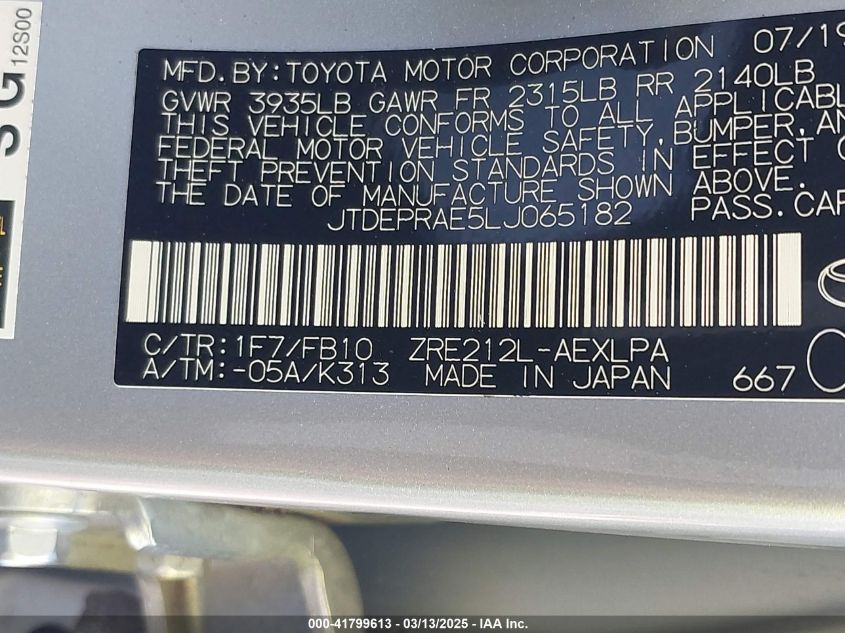 12S00
SG
MFD.BY:TOYOTA MOTOR CORPORATION 07/19
GVWR 3935LB GAWR FR 2315LB RR 2140LB
THIS VEHICLE CONFORMS TO ALL APPLICABL
FEDERAL MOTOR VEHICLE SAFETY,BUMPER,AN
THEFT PREVENTION STANDARDS IN EFFECT O
THE DATE OF MANUFACTURE SHOWN ABOVE.
JTDEPRAE5LJ065182 PASS.CAR
C/TR:1F7/FB10 ZRE212L-AEXLPA
A/TM:-05A/K313 MADE IN JAPAN 667
000-41799613 - 03/13/2025 - IAA Inc.